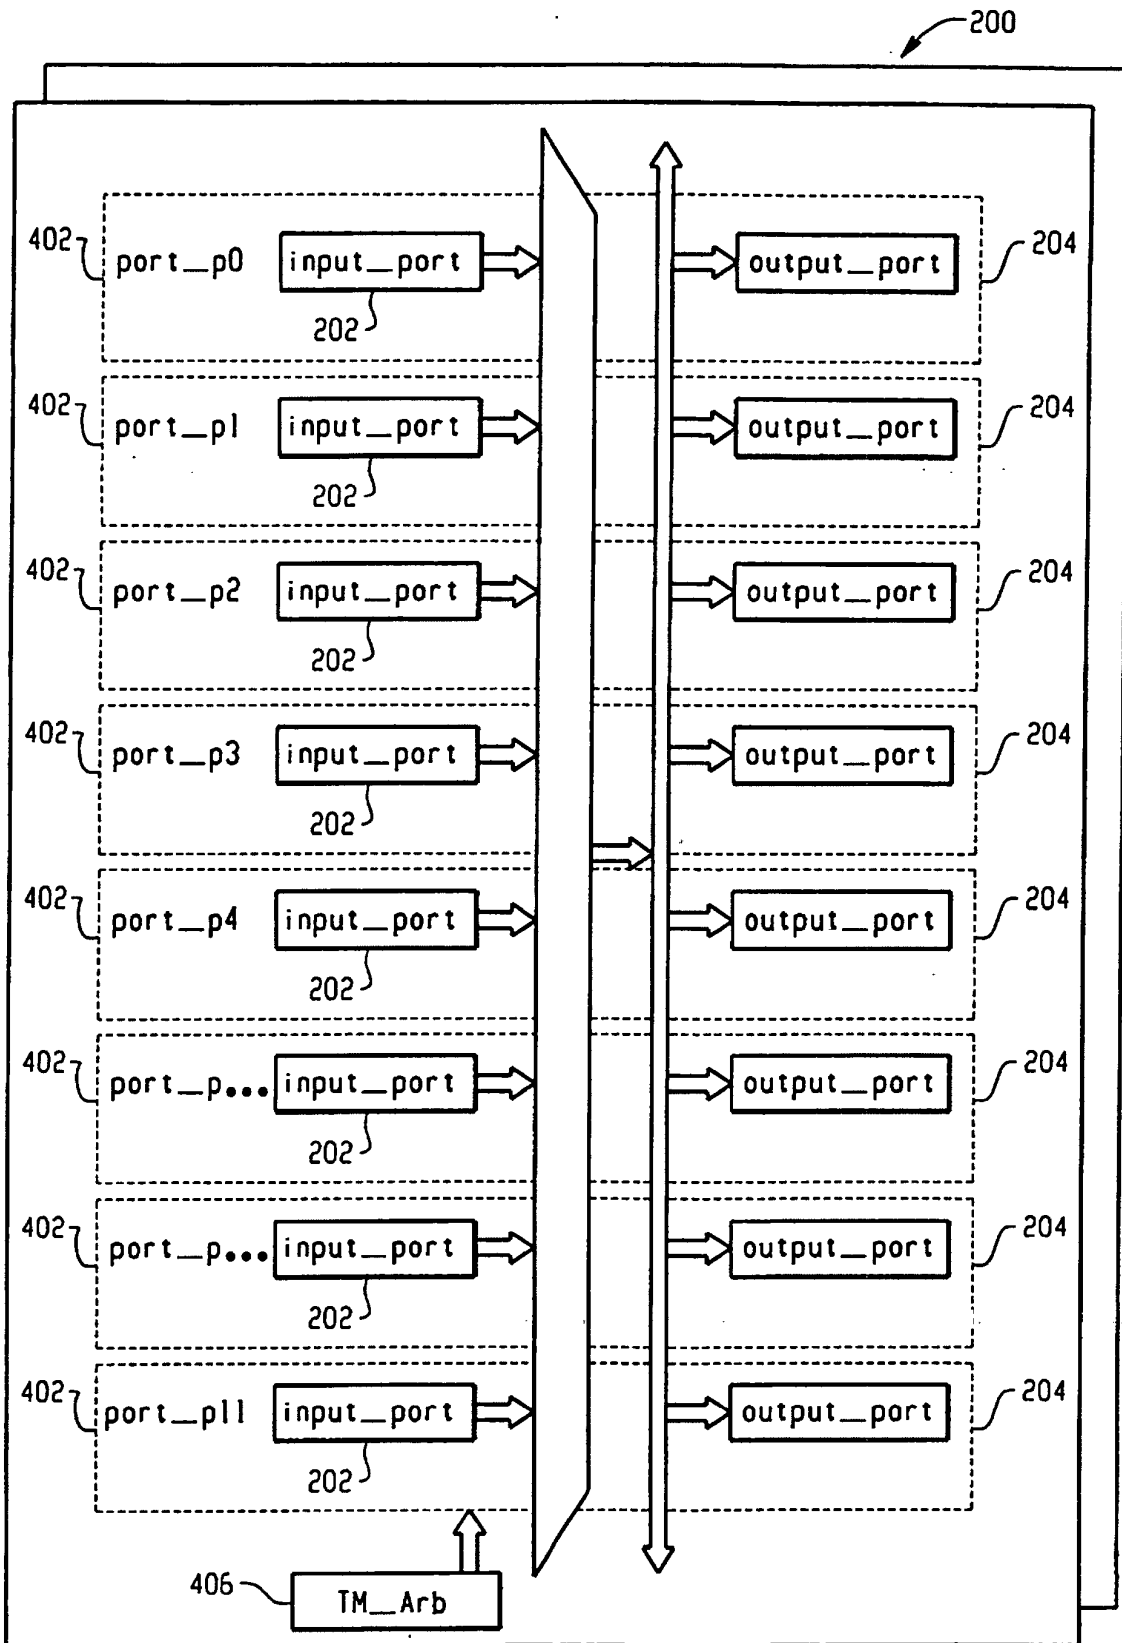 200
402 port_p0 input_port output_port 204
202
402 port_p1 input_port output_port 204
202
402 port_p2 input_port output_port 204
202
402 port_p3 input_port output_port 204
202
402 port_p4 input_port output_port 204
202
402 port_p... input_port output_port 204
202
402 port_p... input_port output_port 204
202
402 port_p11 input_port output_port 204
202
406 TM_Arb